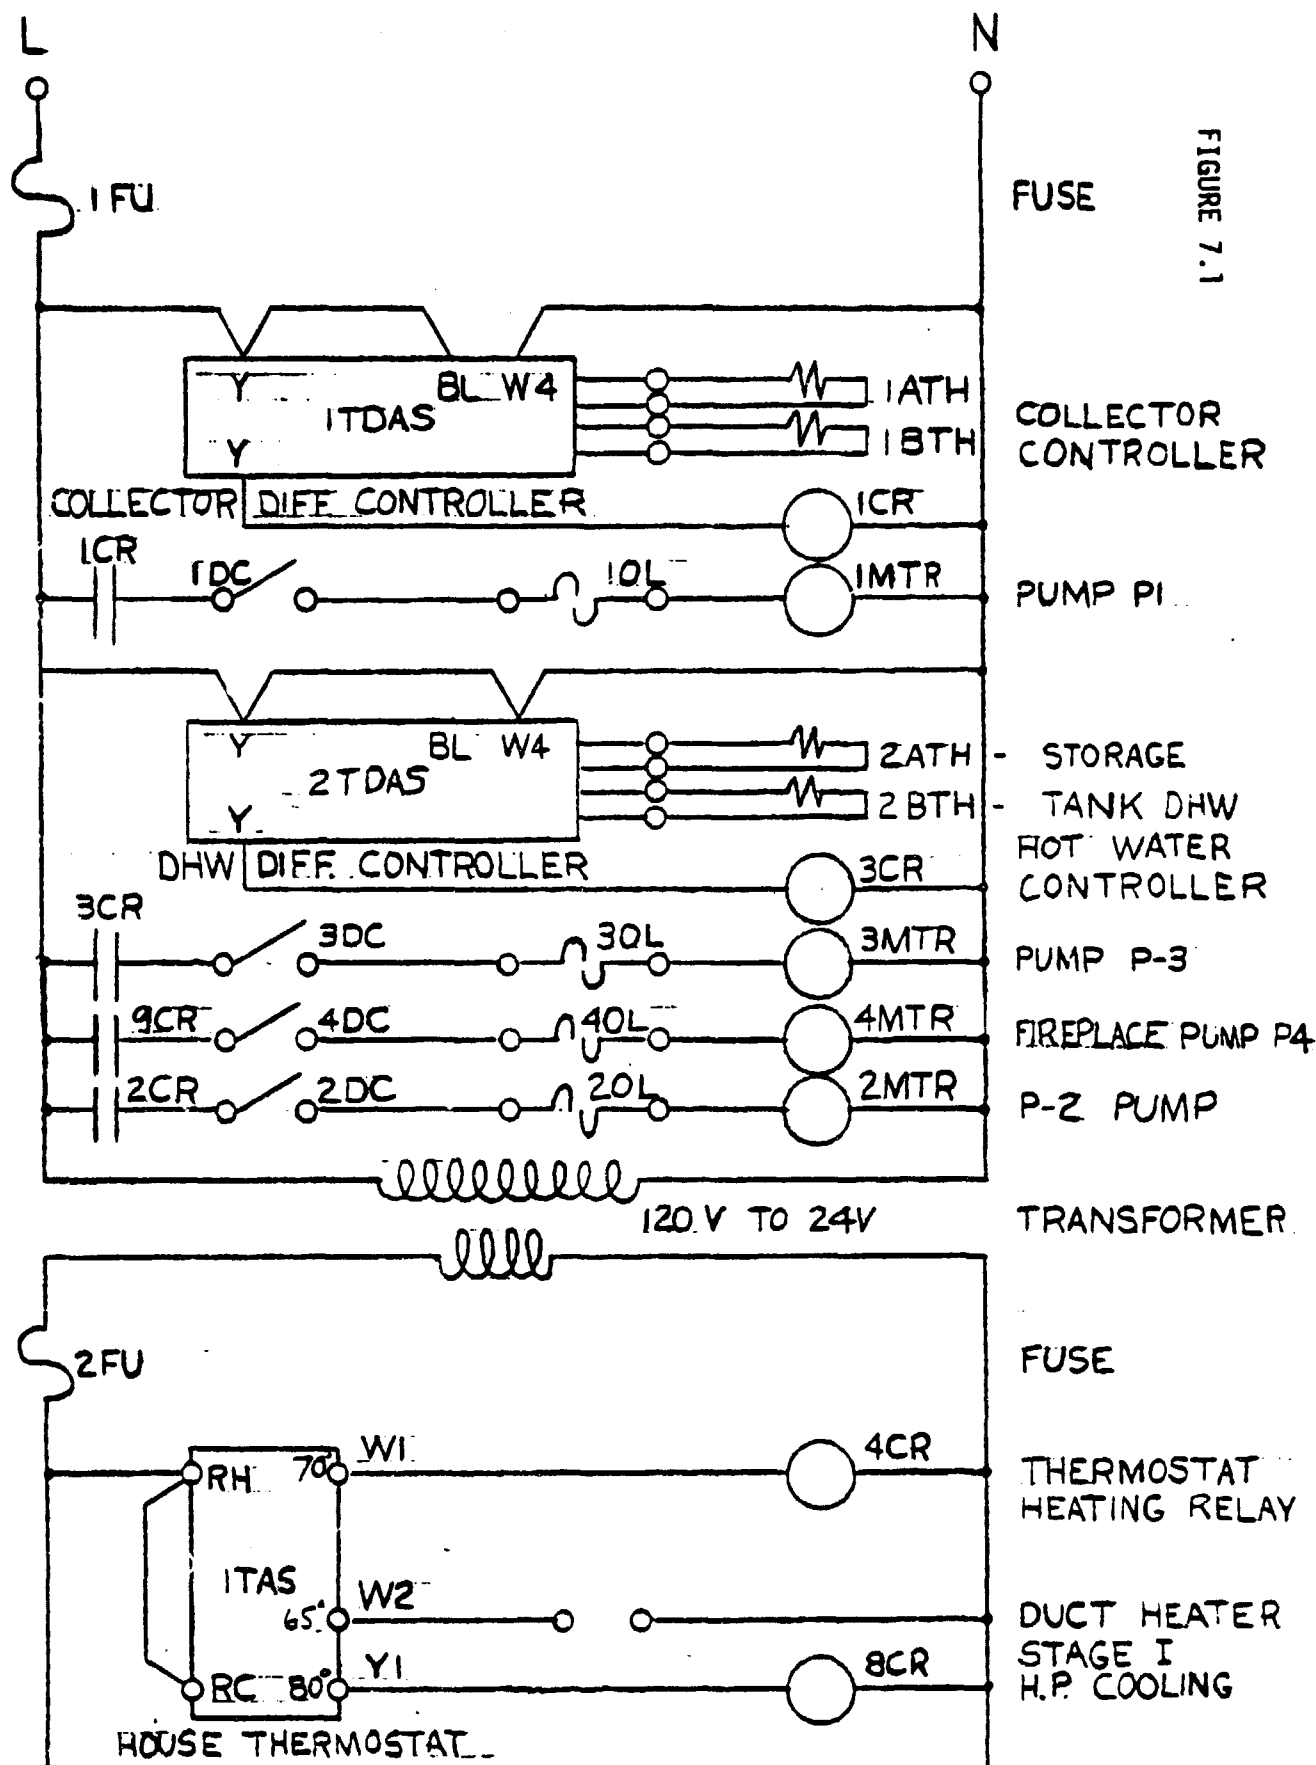 L
N
FIGURE 7.1
1FU
FUSE
Y BL W4
1TDAS
Y
1ATH
1BTH
COLLECTOR
CONTROLLER
COLLECTOR DIFF CONTROLLER
1CR
1CR
1DC
1OL
1MTR
PUMP P1
Y BL W4
2TDAS
Y
2ATH - STORAGE
2BTH - TANK DHW
HOT WATER
CONTROLLER
DHW DIFF. CONTROLLER
3CR
3CR
3DC
3OL
3MTR
PUMP P-3
9CR
4DC
4OL
4MTR
FIREPLACE PUMP P4
2CR
2DC
2OL
2MTR
P-2 PUMP
120 V TO 24V
TRANSFORMER
2FU
FUSE
RH 70° W1
4CR
THERMOSTAT
HEATING RELAY
1TAS
65° W2
DUCT HEATER
STAGE I
RC 80° Y1
8CR
H.P. COOLING
HOUSE THERMOSTAT